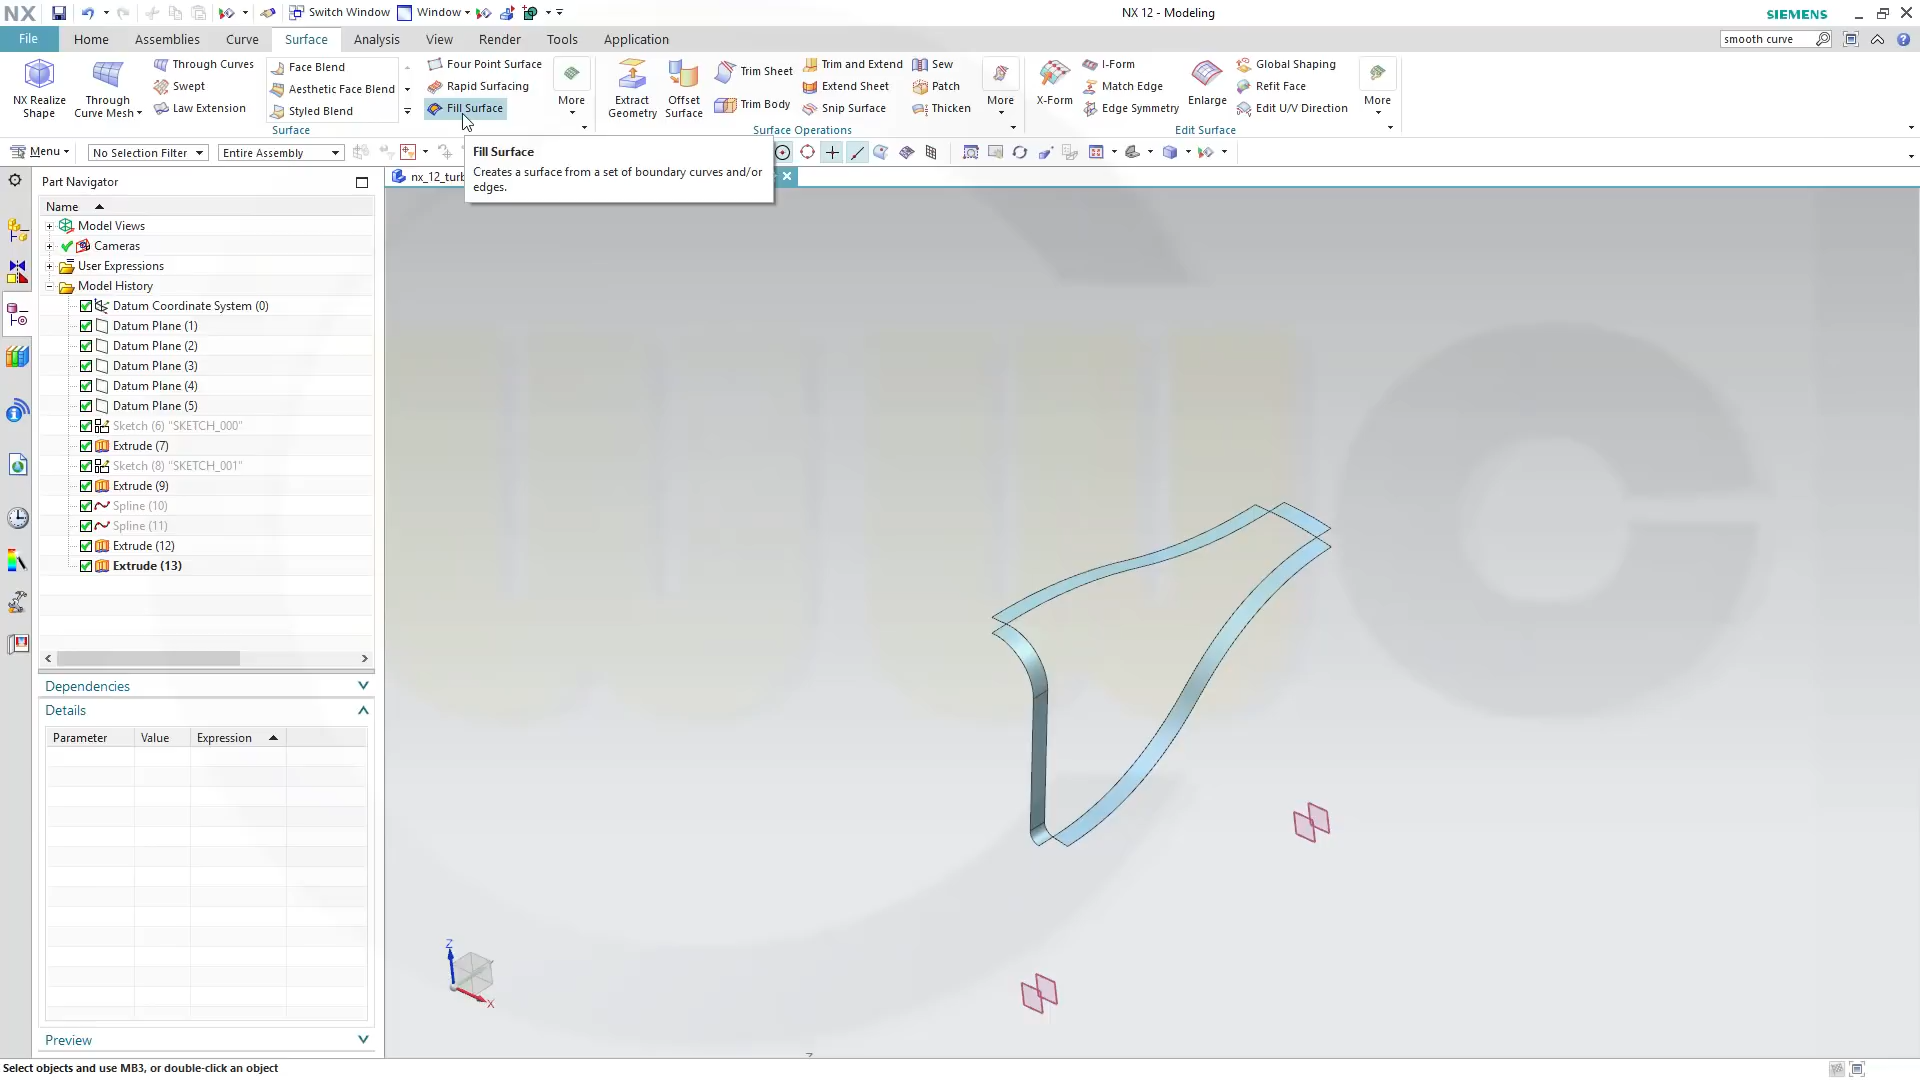 NX
Switch Window
Window
NX 12 - Modeling
SIEMENS
File
Home
Assemblies
Curve
Surface
Analysis
View
Render
Tools
Application
smooth curve
NX Realize Shape
Through Curve Mesh
Through Curves
Swept
Law Extension
Face Blend
Aesthetic Face Blend
Styled Blend
Four Point Surface
Rapid Surfacing
Fill Surface
More
Surface
Extract Geometry
Offset Surface
Trim Sheet
Trim Body
Trim and Extend
Extend Sheet
Snip Surface
Sew
Patch
Thicken
More
Surface Operations
X-Form
I-Form
Match Edge
Edge Symmetry
Enlarge
Global Shaping
Refit Face
Edit U/V Direction
More
Edit Surface
Menu
No Selection Filter
Entire Assembly
Fill Surface
Creates a surface from a set of boundary curves and/or
edges.
Part Navigator
nx_12_turb
Name
Model Views
Cameras
User Expressions
Model History
Datum Coordinate System (0)
Datum Plane (1)
Datum Plane (2)
Datum Plane (3)
Datum Plane (4)
Datum Plane (5)
Sketch (6) "SKETCH_000"
Extrude (7)
Sketch (8) "SKETCH_001"
Extrude (9)
Spline (10)
Spline (11)
Extrude (12)
Extrude (13)
Dependencies
Details
Parameter
Value
Expression
Preview
Z
X
Select objects and use MB3, or double-click an object